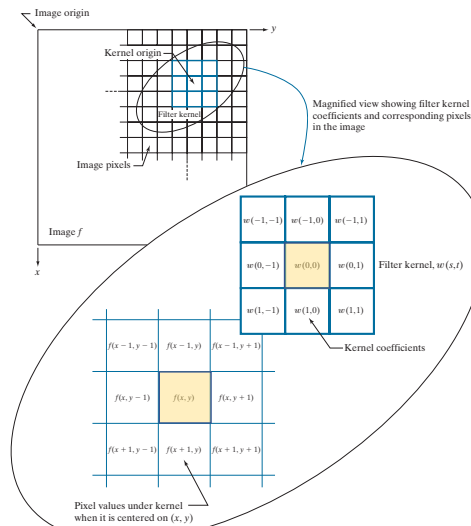 Image origin
y
Kernel origin
Filter kernel
Image pixels
Magnified view showing filter kernel
coefficients and corresponding pixels
in the image
Image f
x
w(−1,−1) w(−1,0) w(−1,1)
w(0,−1) w(0,0) w(0,1)
Filter kernel, w(s,t)
w(1,−1) w(1,0) w(1,1)
Kernel coefficients
f(x − 1, y − 1) f(x − 1, y) f(x − 1, y + 1)
f(x, y − 1) f(x, y) f(x, y + 1)
f(x + 1, y − 1) f(x + 1, y) f(x + 1, y + 1)
Pixel values under kernel
when it is centered on (x, y)